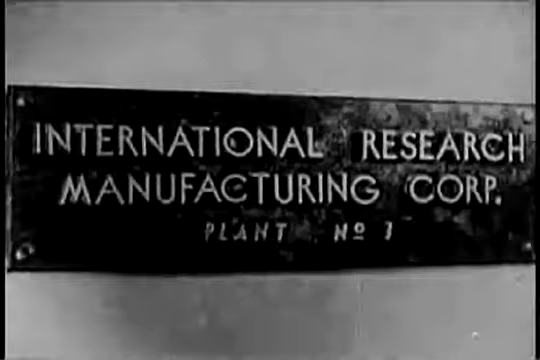 INTERNATIONAL RESEARCH
MANUFACTURING CORP.
PLANT Nº 1